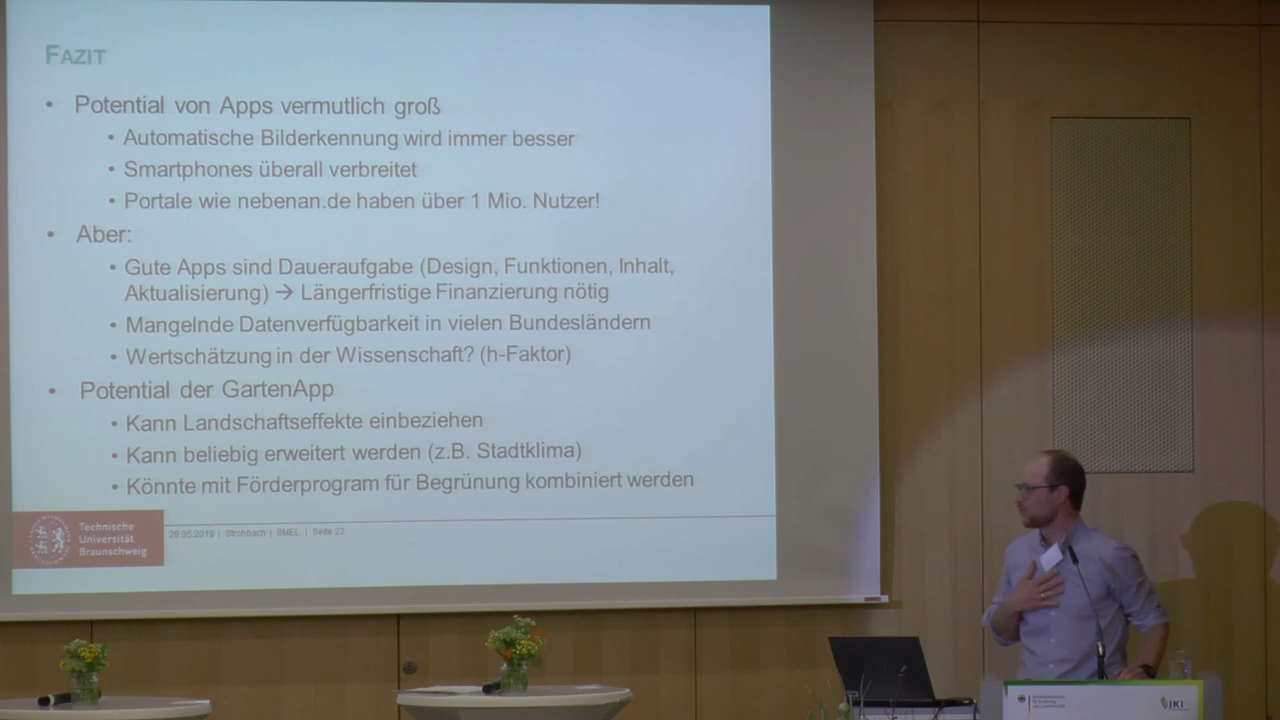 FAZIT
• Potential von Apps vermutlich groß
• Automatische Bilderkennung wird immer besser
• Smartphones überall verbreitet
• Portale wie nebenan.de haben über 1 Mio. Nutzer!
• Aber:
• Gute Apps sind Daueraufgabe (Design, Funktionen, Inhalt,
Aktualisierung) → Längerfristige Finanzierung nötig
• Mangelnde Datenverfügbarkeit in vielen Bundesländern
• Wertschätzung in der Wissenschaft? (h-Faktor)
• Potential der GartenApp
• Kann Landschaftseffekte einbeziehen
• Kann beliebig erweitert werden (z.B. Stadtklima)
• Könnte mit Förderprogram für Begrünung kombiniert werden
Technische
Universität
Braunschweig
29.05.2019 | Strohbach | BMEL | Seite 22
JKI